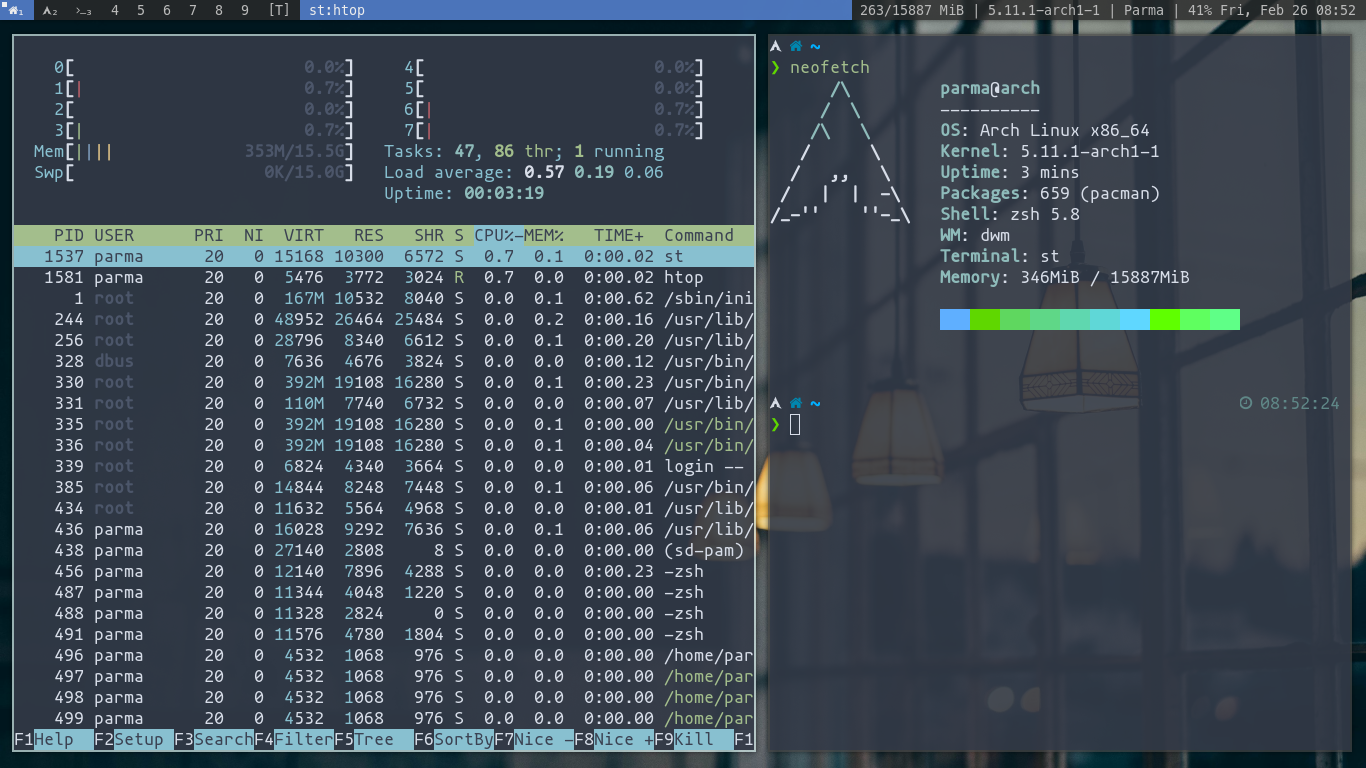 1 2 3 4 5 6 7 8 9 [T] st:htop 263/15887 MiB | 5.11.1-arch1-1 | Parma | 41% Fri, Feb 26 08:52
0[ 0.0%] 4[ 0.0%]
1[| 0.7%] 5[ 0.0%]
2[ 0.0%] 6[| 0.7%]
3[| 0.7%] 7[| 0.7%]
Mem[|||| 353M/15.5G] Tasks: 47, 86 thr; 1 running
Swp[ 0K/15.0G] Load average: 0.57 0.19 0.06
Uptime: 00:03:19
PID USER PRI NI VIRT RES SHR S CPU%-MEM% TIME+ Command
1537 parma 20 0 15168 10300 6572 S 0.7 0.1 0:00.02 st
1581 parma 20 0 5476 3772 3024 R 0.7 0.0 0:00.02 htop
1 root 20 0 167M 10532 8040 S 0.0 0.1 0:00.62 /sbin/ini
244 root 20 0 48952 26464 25484 S 0.0 0.2 0:00.16 /usr/lib/
256 root 20 0 28796 8340 6612 S 0.0 0.1 0:00.20 /usr/lib/
328 dbus 20 0 7636 4676 3824 S 0.0 0.0 0:00.12 /usr/bin/
330 root 20 0 392M 19108 16280 S 0.0 0.1 0:00.23 /usr/bin/
331 root 20 0 110M 7740 6732 S 0.0 0.0 0:00.07 /usr/lib/
335 root 20 0 392M 19108 16280 S 0.0 0.1 0:00.00 /usr/bin/
336 root 20 0 392M 19108 16280 S 0.0 0.1 0:00.04 /usr/bin/
339 root 20 0 6824 4340 3664 S 0.0 0.0 0:00.01 login --
385 root 20 0 14844 8248 7448 S 0.0 0.1 0:00.06 /usr/bin/
434 root 20 0 11632 5564 4968 S 0.0 0.0 0:00.01 /usr/lib/
436 parma 20 0 16028 9292 7636 S 0.0 0.1 0:00.06 /usr/lib/
438 parma 20 0 27140 2808 8 S 0.0 0.0 0:00.00 (sd-pam)
456 parma 20 0 12140 7896 4288 S 0.0 0.0 0:00.23 -zsh
487 parma 20 0 11344 4048 1220 S 0.0 0.0 0:00.00 -zsh
488 parma 20 0 11328 2824 0 S 0.0 0.0 0:00.00 -zsh
491 parma 20 0 11576 4780 1804 S 0.0 0.0 0:00.00 -zsh
496 parma 20 0 4532 1068 976 S 0.0 0.0 0:00.00 /home/par
497 parma 20 0 4532 1068 976 S 0.0 0.0 0:00.00 /home/par
498 parma 20 0 4532 1068 976 S 0.0 0.0 0:00.00 /home/par
499 parma 20 0 4532 1068 976 S 0.0 0.0 0:00.00 /home/par
F1Help F2Setup F3SearchF4FilterF5Tree F6SortByF7Nice -F8Nice +F9Kill F1
~
❯ neofetch
parma@arch
----------
OS: Arch Linux x86_64
Kernel: 5.11.1-arch1-1
Uptime: 3 mins
Packages: 659 (pacman)
Shell: zsh 5.8
WM: dwm
Terminal: st
Memory: 346MiB / 15887MiB
~ 08:52:24
❯